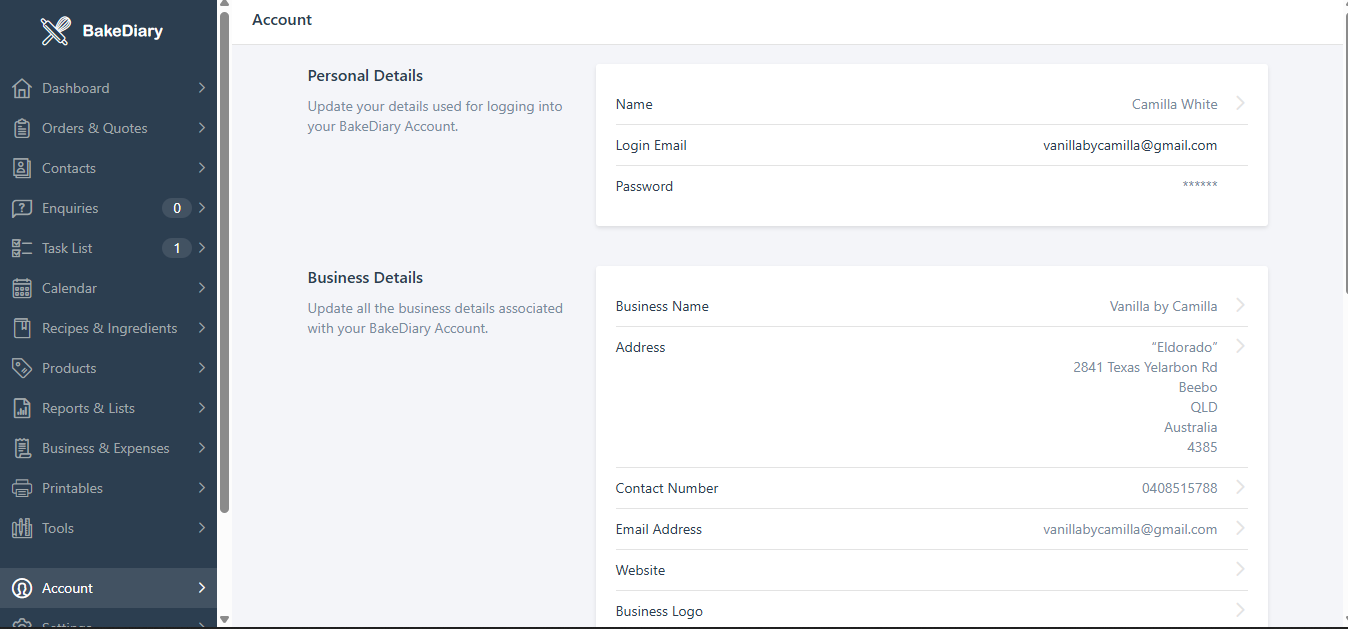 BakeDiary
Dashboard
Orders & Quotes
Contacts
Enquiries 0
Task List 1
Calendar
Recipes & Ingredients
Products
Reports & Lists
Business & Expenses
Printables
Tools
Account
Settings
Account
Personal Details
Update your details used for logging into
your BakeDiary Account.
Name Camilla White
Login Email vanillabycamilla@gmail.com
Password ******
Business Details
Update all the business details associated
with your BakeDiary Account.
Business Name Vanilla by Camilla
Address “Eldorado”
2841 Texas Yelarbon Rd
Beebo
QLD
Australia
4385
Contact Number 0408515788
Email Address vanillabycamilla@gmail.com
Website
Business Logo